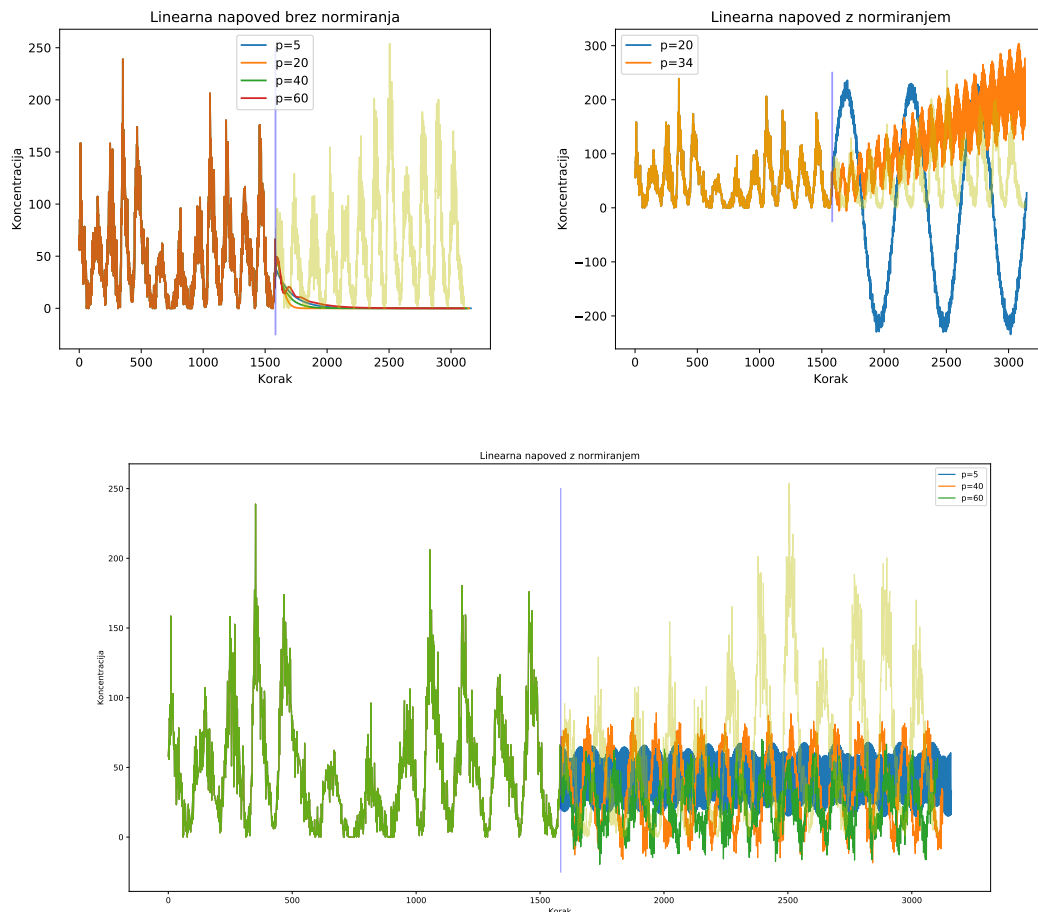 Linearna napoved brez normiranja
p=5
p=20
p=40
p=60
250
200
150
100
50
0
Koncentracija
0 500 1000 1500 2000 2500 3000
Korak
Linearna napoved z normiranjem
p=20
p=34
300
200
100
0
−100
−200
Koncentracija
0 500 1000 1500 2000 2500 3000
Korak
Linearna napoved z normiranjem
p=5
p=40
p=60
250
200
150
100
50
0
Koncentracija
0 500 1000 1500 2000 2500 3000
Korak